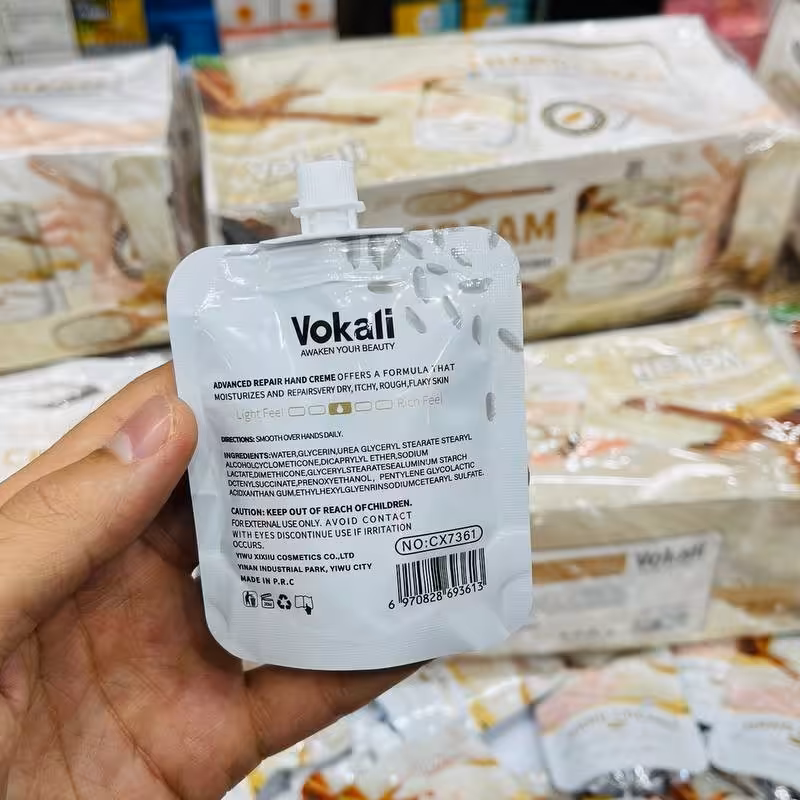 Vokali
AWAKEN YOUR BEAUTY
ADVANCED REPAIR HAND CREME OFFERS A FORMULA THAT
MOISTURIZES AND REPAIRSVERY DRY, ITCHY, ROUGH,FLAKY SKIN
Light Feel Rich Feel
DIRECTIONS: SMOOTH OVER HANDS DAILY.
INGREDIENTS:WATER,GLYCERIN,UREA GLYCERYL STEARATE STEARYL
ALCOHOLCYCLOMETICONE,DICAPRYLYL ETHER,SODIUM
LACTATE,DIMETHICONE,GLYCERYLSTEARATESEALUMINUM STARCH
DCTENYLSUCCINATE,PRENOXYETHANOL, PENTYLENE GLYCOLACTIC
ACIDXANTHAN GUM,ETHYLHEXYLGLYENRINSODIUMCETEARYL SULFATE.
CAUTION: KEEP OUT OF REACH OF CHILDREN.
FOR EXTERNAL USE ONLY. AVOID CONTACT
WITH EYES DISCONTINUE USE IF IRRITATION
OCCURS.
YIWU XIXIU COSMETICS CO.,LTD
YINAN INDUSTRIAL PARK, YIWU CITY
MADE IN P.R.C
NO:CX7361
6 970828 693613
CREAM
Vokali